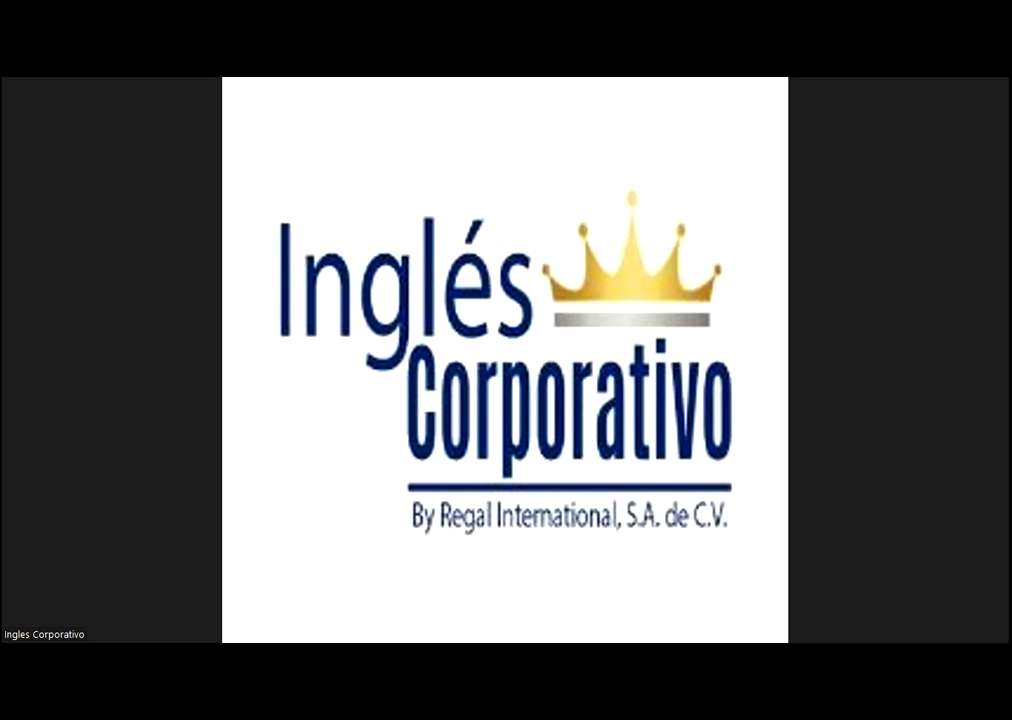 Inglés
Corporativo
By Regal International, S.A. de C.V.
Ingles Corporativo